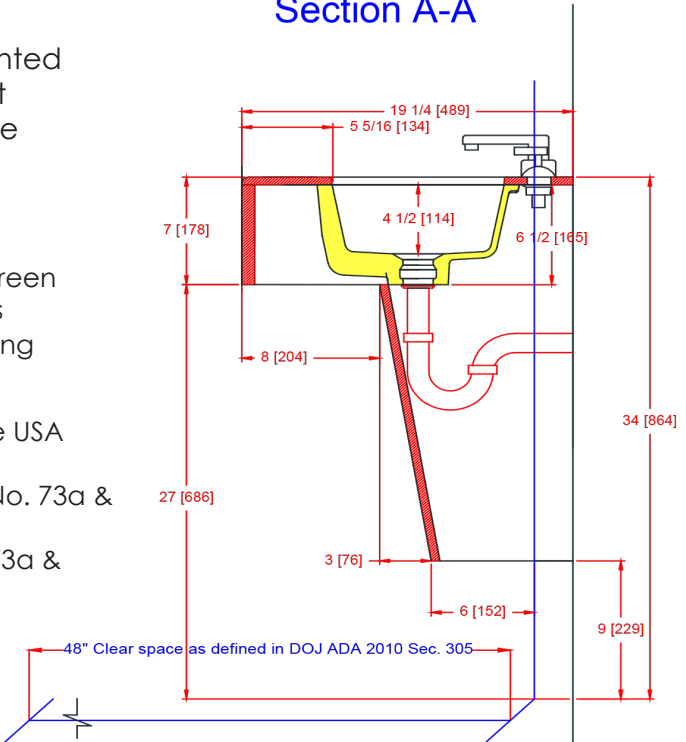 Section A-A
nted
t
e
reen
s
ng
e USA
No. 73a &
73a &
19 1/4 [489]
5 5/16 [134]
4 1/2 [114]
7 [178]
6 1/2 [165]
8 [204]
34 [864]
27 [686]
3 [76]
6 [152]
9 [229]
48" Clear space as defined in DOJ ADA 2010 Sec. 305